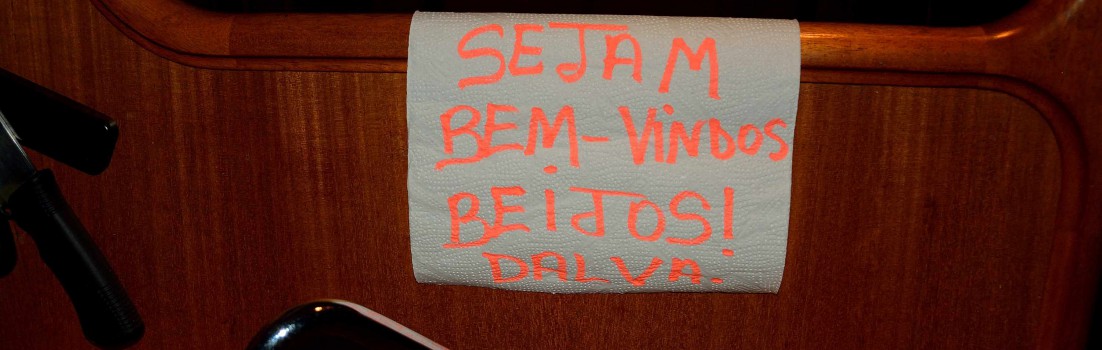 SEJAM
BEM-ViNDOS
BEiJOS!
DALVA.